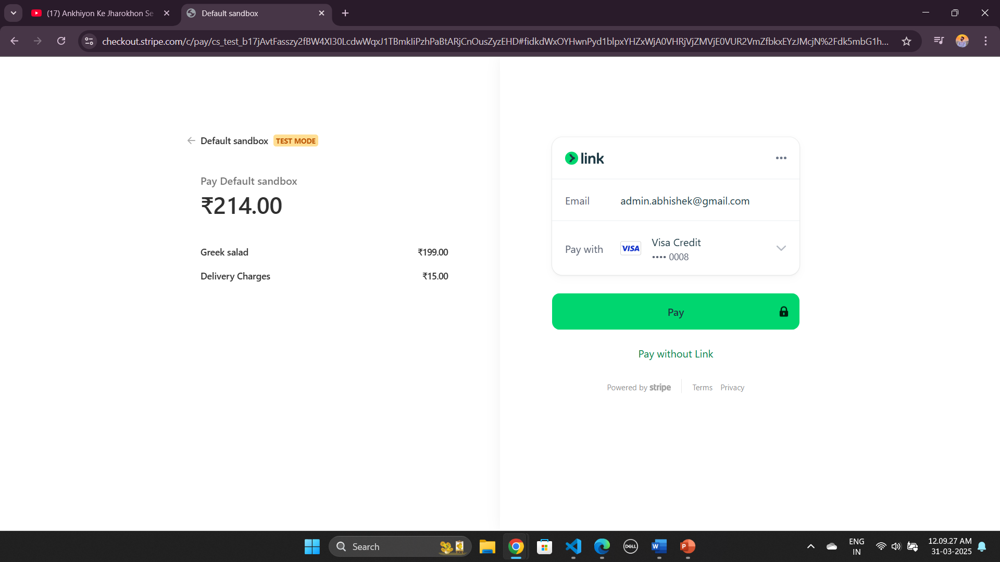 (17) Ankhiyon Ke Jharokhon Se
Default sandbox
checkout.stripe.com/c/pay/cs_test_b17jAvtFasszy2fBW4XI30LcdwWqxJ1TBmkIiPzhPaBtARjCnOusZyzEHD#fidkdWxOYHwnPyd1blpxYHZxWjA0VHRjVjZMVjE0VUR2VmZfbkxEYzJMcjN%2Fdk5mbG1h...
Default sandbox TEST MODE
Pay Default sandbox
₹214.00
Greek salad ₹199.00
Delivery Charges ₹15.00
link
Email admin.abhishek@gmail.com
Pay with VISA Visa Credit
•••• 0008
Pay
Pay without Link
Powered by stripe Terms Privacy
Search
DELL
W
P
ENG
IN
12.09.27 AM
31-03-2025